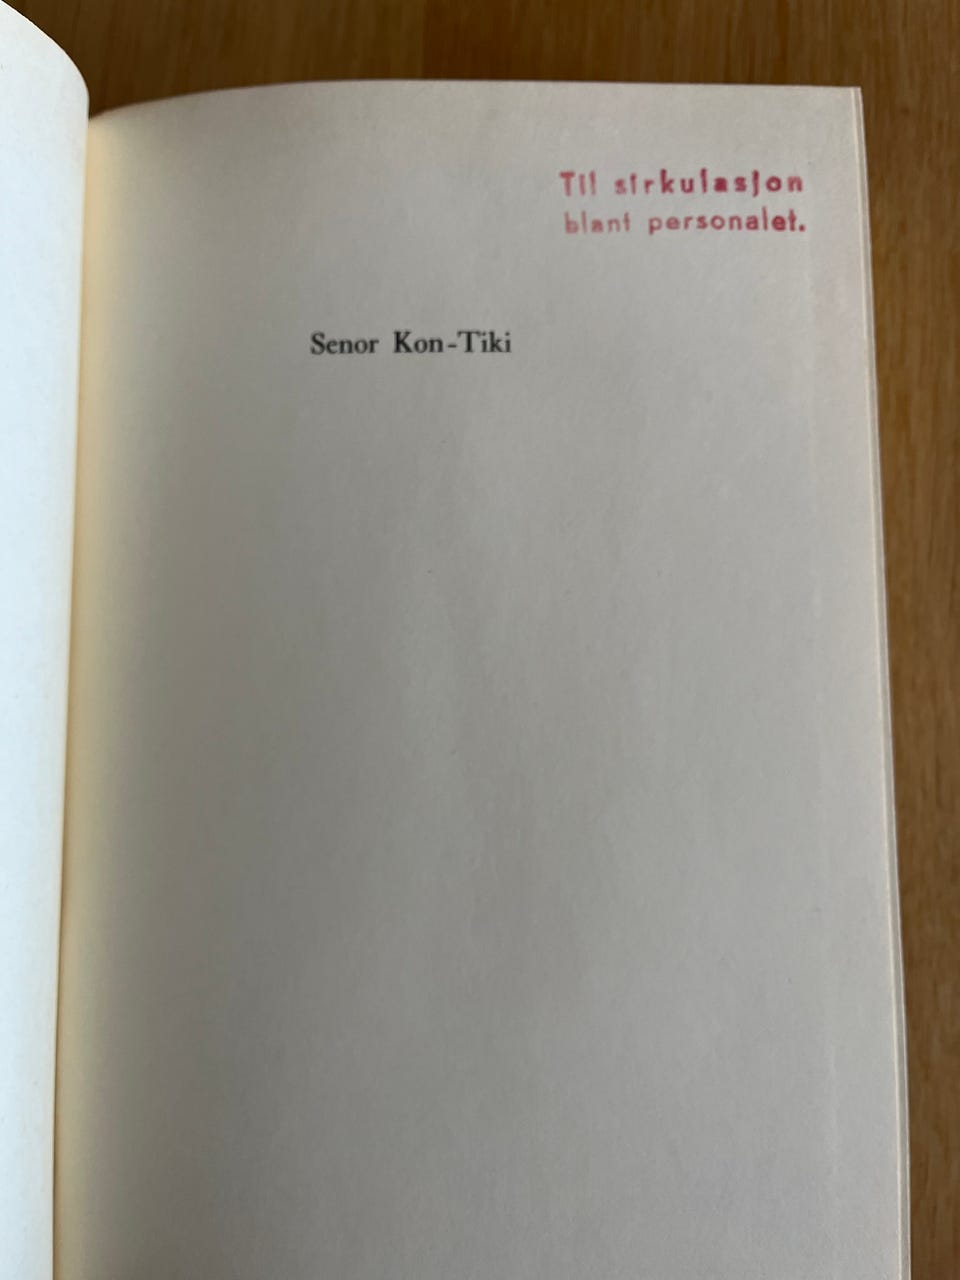 Til sirkulasjon
blant personalet.
Senor Kon-Tiki